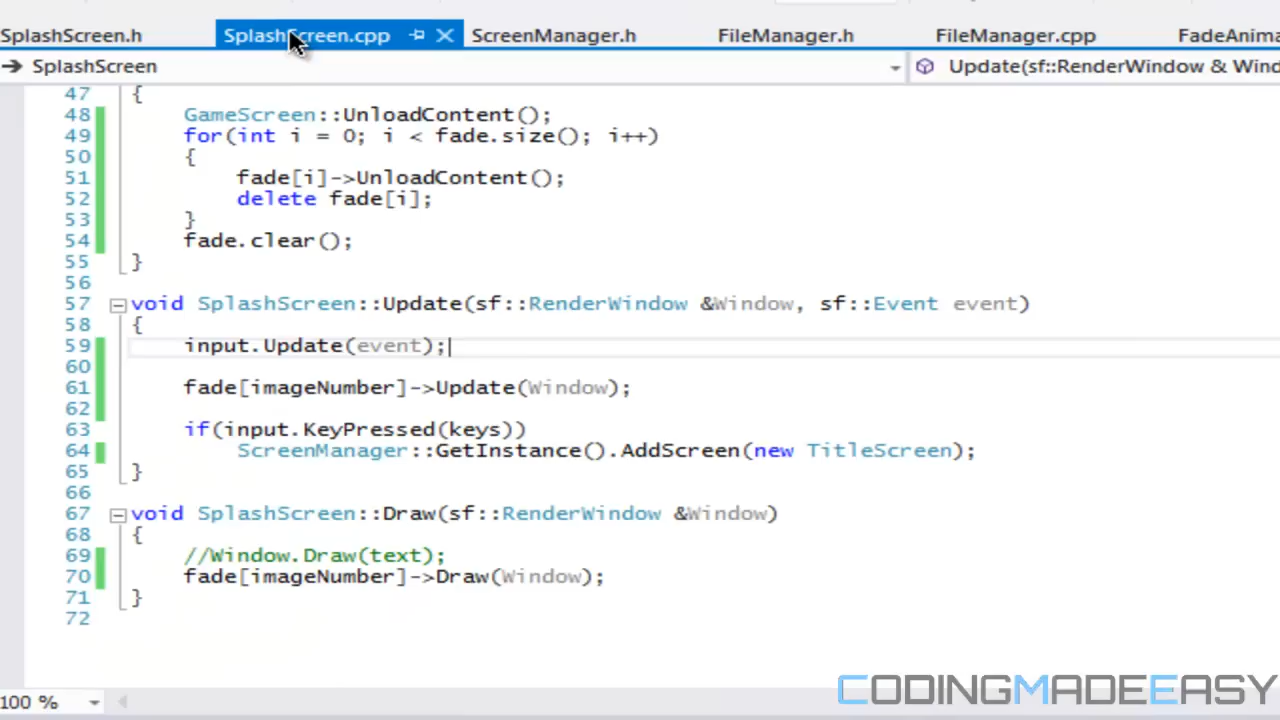 SplashScreen.h SplashScreen.cpp ScreenManager.h FileManager.h FileManager.cpp FadeAnima
SplashScreen Update(sf::RenderWindow & Wind
47 {
48 GameScreen::UnloadContent();
49 for(int i = 0; i < fade.size(); i++)
50 {
51 fade[i]->UnloadContent();
52 delete fade[i];
53 }
54 fade.clear();
55 }
56
57 void SplashScreen::Update(sf::RenderWindow &Window, sf::Event event)
58 {
59 input.Update(event);
60
61 fade[imageNumber]->Update(Window);
62
63 if(input.KeyPressed(keys))
64 ScreenManager::GetInstance().AddScreen(new TitleScreen);
65 }
66
67 void SplashScreen::Draw(sf::RenderWindow &Window)
68 {
69 //Window.Draw(text);
70 fade[imageNumber]->Draw(Window);
71 }
72
100 %
CODINGMADEEASY